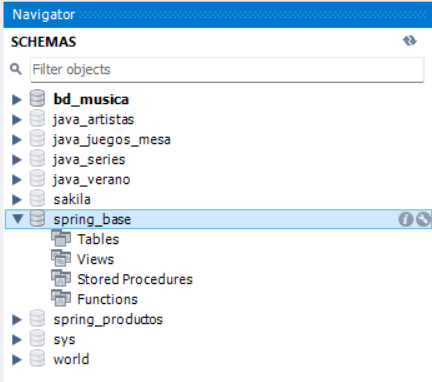 Navigator
SCHEMAS
Filter objects
bd_musica
java_artistas
java_juegos_mesa
java_series
java_verano
sakila
spring_base
Tables
Views
Stored Procedures
Functions
spring_productos
sys
world